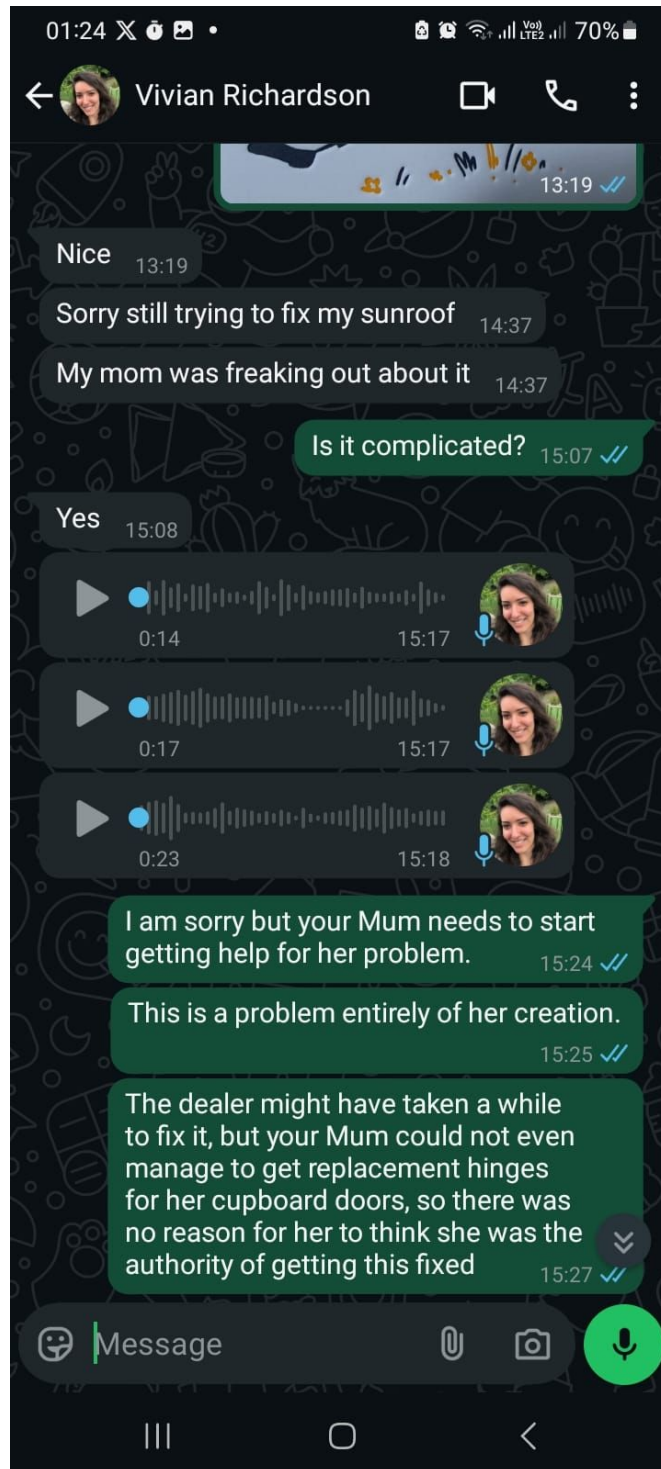 01:24
Vo))
LTE2
70%
Vivian Richardson
13:19
Nice
13:19
Sorry still trying to fix my sunroof
14:37
My mom was freaking out about it
14:37
Is it complicated?
15:07
Yes
15:08
0:14
15:17
0:17
15:17
0:23
15:18
I am sorry but your Mum needs to start
getting help for her problem.
15:24
This is a problem entirely of her creation.
15:25
The dealer might have taken a while
to fix it, but your Mum could not even
manage to get replacement hinges
for her cupboard doors, so there was
no reason for her to think she was the
authority of getting this fixed
15:27
Message